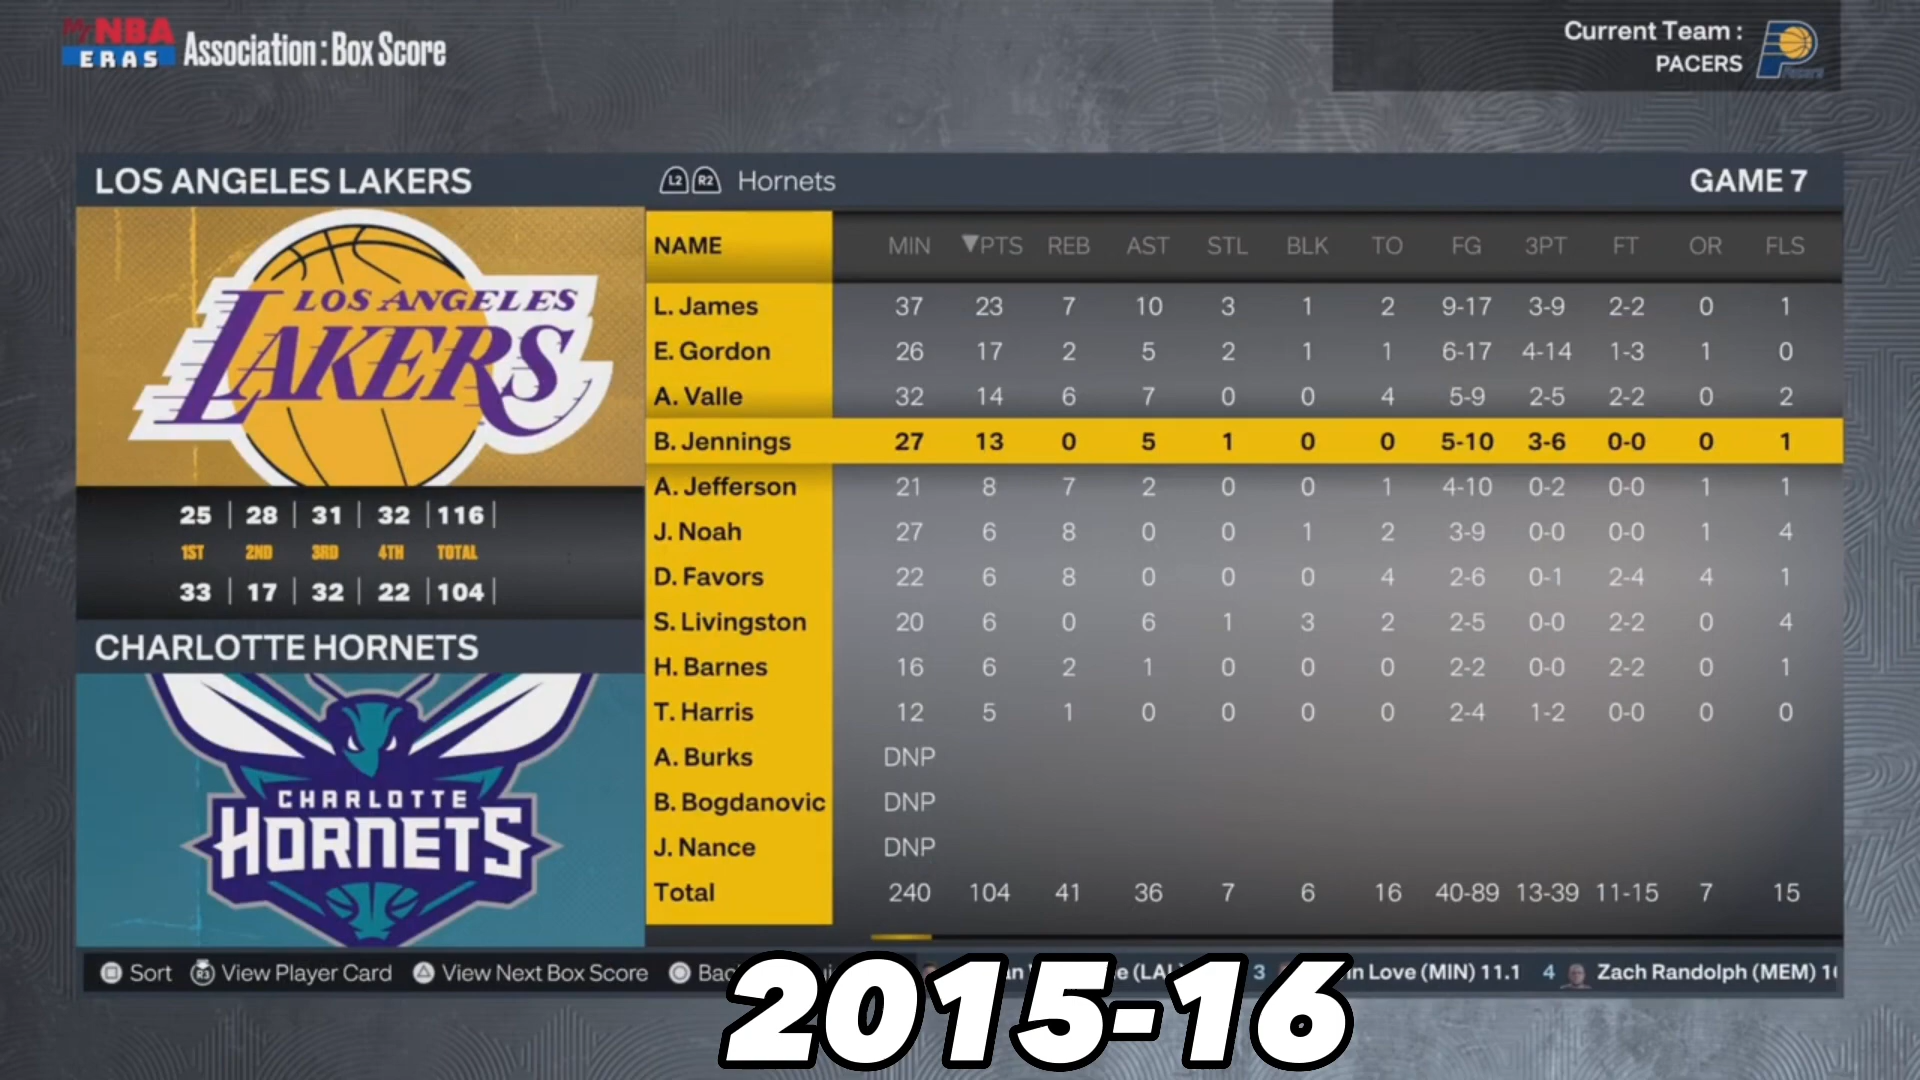 My NBA ERAS Association : Box Score
Current Team :
PACERS
Pacers
LOS ANGELES LAKERS
L2 R2 Hornets
GAME 7
LOS ANGELES
LAKERS
25 28 31 32 116
1ST 2ND 3RD 4TH TOTAL
33 17 32 22 104
CHARLOTTE HORNETS
CHARLOTTE
HORNETS
NAME MIN ▼PTS REB AST STL BLK TO FG 3PT FT OR FLS
L. James 37 23 7 10 3 1 2 9-17 3-9 2-2 0 1
E. Gordon 26 17 2 5 2 1 1 6-17 4-14 1-3 1 0
A. Valle 32 14 6 7 0 0 4 5-9 2-5 2-2 0 2
B. Jennings 27 13 0 5 1 0 0 5-10 3-6 0-0 0 1
A. Jefferson 21 8 7 2 0 0 1 4-10 0-2 0-0 1 1
J. Noah 27 6 8 0 0 1 2 3-9 0-0 0-0 1 4
D. Favors 22 6 8 0 0 0 4 2-6 0-1 2-4 4 1
S. Livingston 20 6 0 6 1 3 2 2-5 0-0 2-2 0 4
H. Barnes 16 6 2 1 0 0 0 2-2 0-0 2-2 0 1
T. Harris 12 5 1 0 0 0 0 2-4 1-2 0-0 0 0
A. Burks DNP
B. Bogdanovic DNP
J. Nance DNP
Total 240 104 41 36 7 6 16 40-89 13-39 11-15 7 15
Sort R3 View Player Card View Next Box Score 3 Love (MIN) 11.1 4 Zach Randolph (MEM)
2015-16